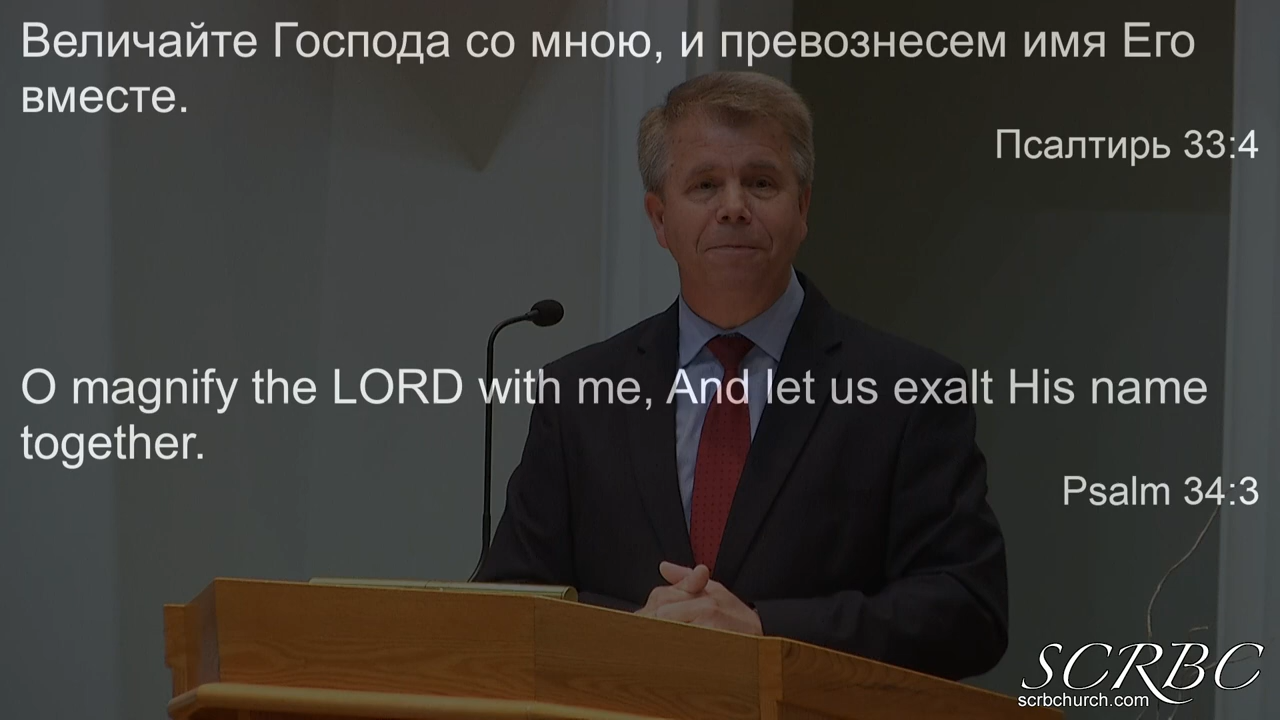 Величайте Господа со мною, и превознесем имя Его
вместе.
Псалтирь 33:4
O magnify the LORD with me, And let us exalt His name
together.
Psalm 34:3
SCRBC
scrbchurch.com